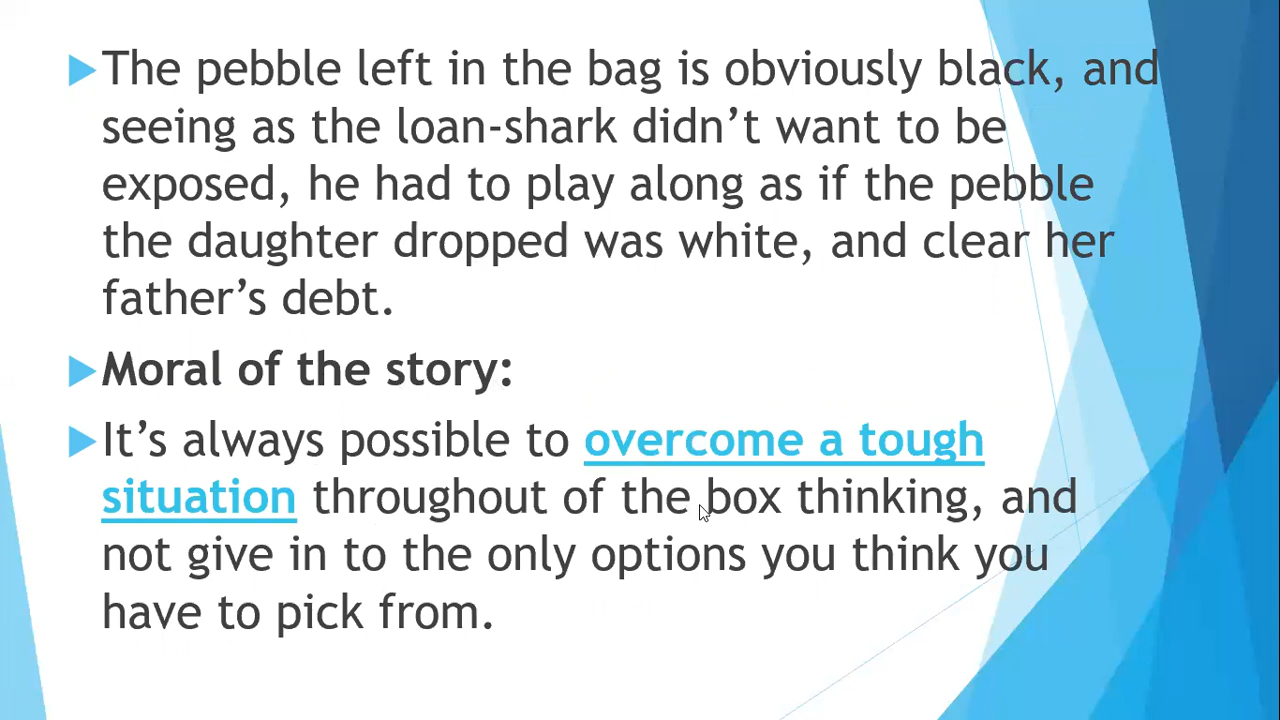 The pebble left in the bag is obviously black, and
seeing as the loan-shark didn’t want to be
exposed, he had to play along as if the pebble
the daughter dropped was white, and clear her
father’s debt.
Moral of the story:
It’s always possible to overcome a tough
situation throughout of the box thinking, and
not give in to the only options you think you
have to pick from.